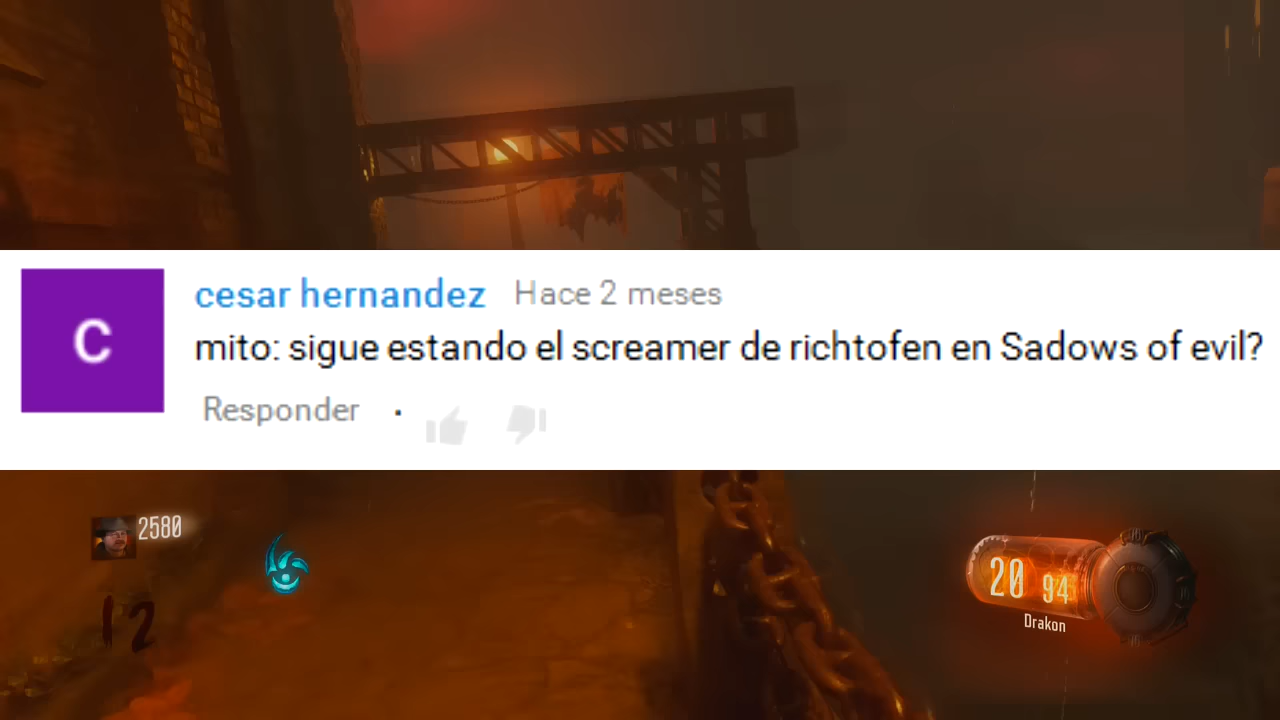 C
cesar hernandez Hace 2 meses
mito: sigue estando el screamer de richtofen en Sadows of evil?
Responder ·
2580
12
20 94
Drakon